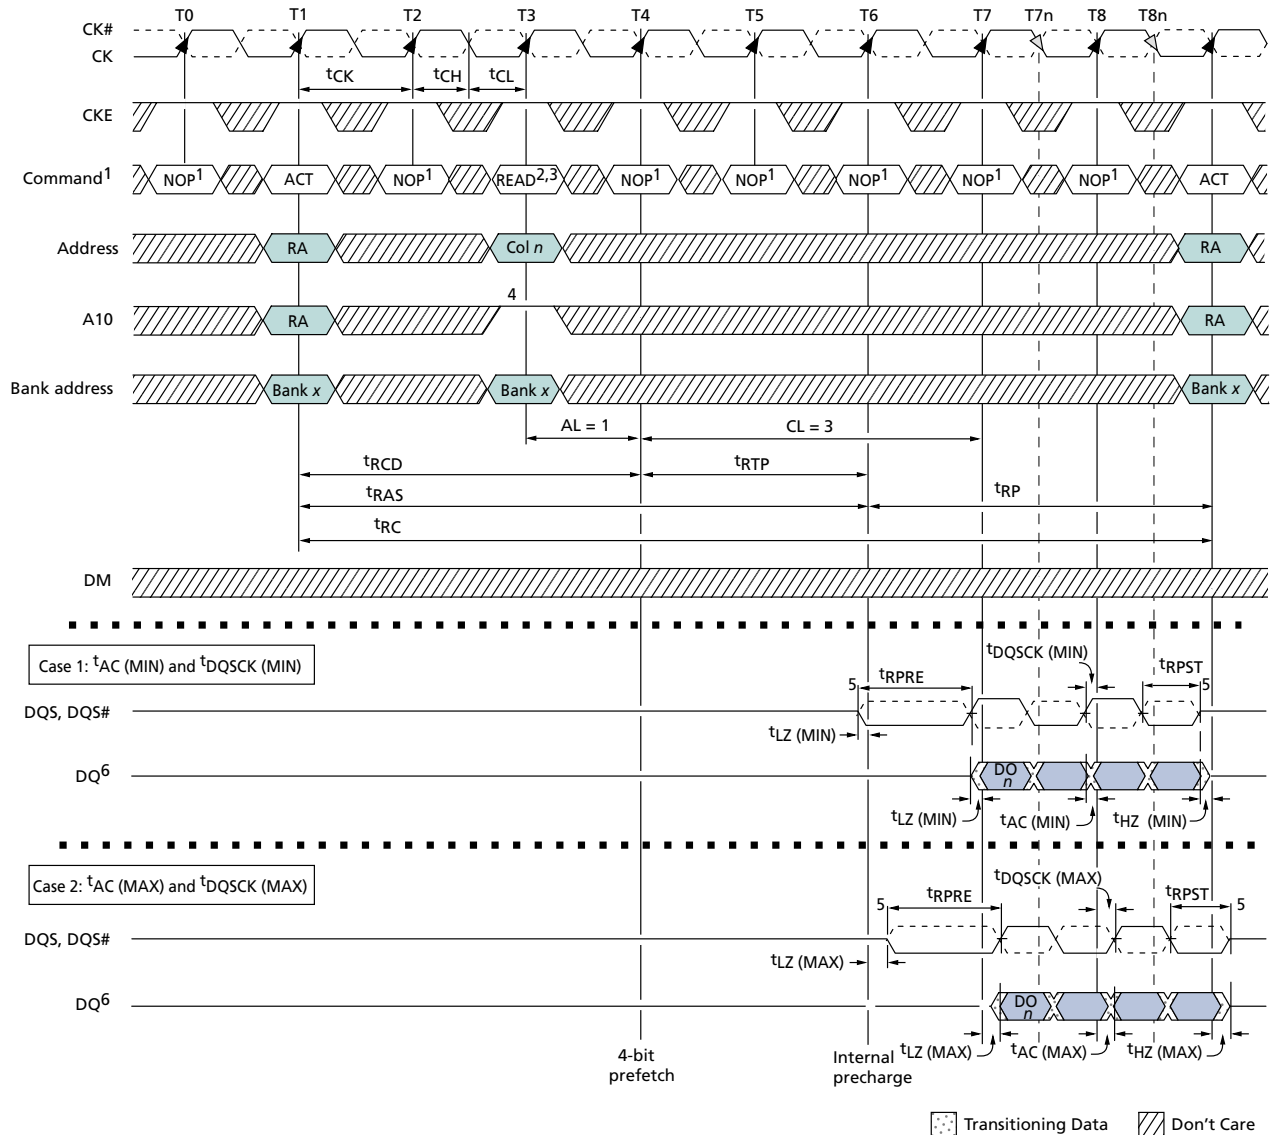 T0 T1 T2 T3 T4 T5 T6 T7 T7n T8 T8n
CK#
CK
tCK tCH tCL
CKE
Command1 NOP1 ACT NOP1 READ2,3 NOP1 NOP1 NOP1 NOP1 NOP1 ACT
Address RA Col n RA
4
A10 RA RA
Bank address Bank x Bank x Bank x
AL = 1 CL = 3
tRCD tRTP
tRAS tRP
tRC
DM
Case 1: tAC (MIN) and tDQSCK (MIN)
tDQSCK (MIN)
5 tRPRE tRPST 5
DQS, DQS#
tLZ (MIN)
DQ6 DO n
tLZ (MIN) tAC (MIN) tHZ (MIN)
Case 2: tAC (MAX) and tDQSCK (MAX)
tDQSCK (MAX)
5 tRPRE tRPST 5
DQS, DQS#
tLZ (MAX)
DQ6 DO n
tLZ (MAX) tAC (MAX) tHZ (MAX)
4-bit
prefetch
Internal
precharge
Transitioning Data Don't Care